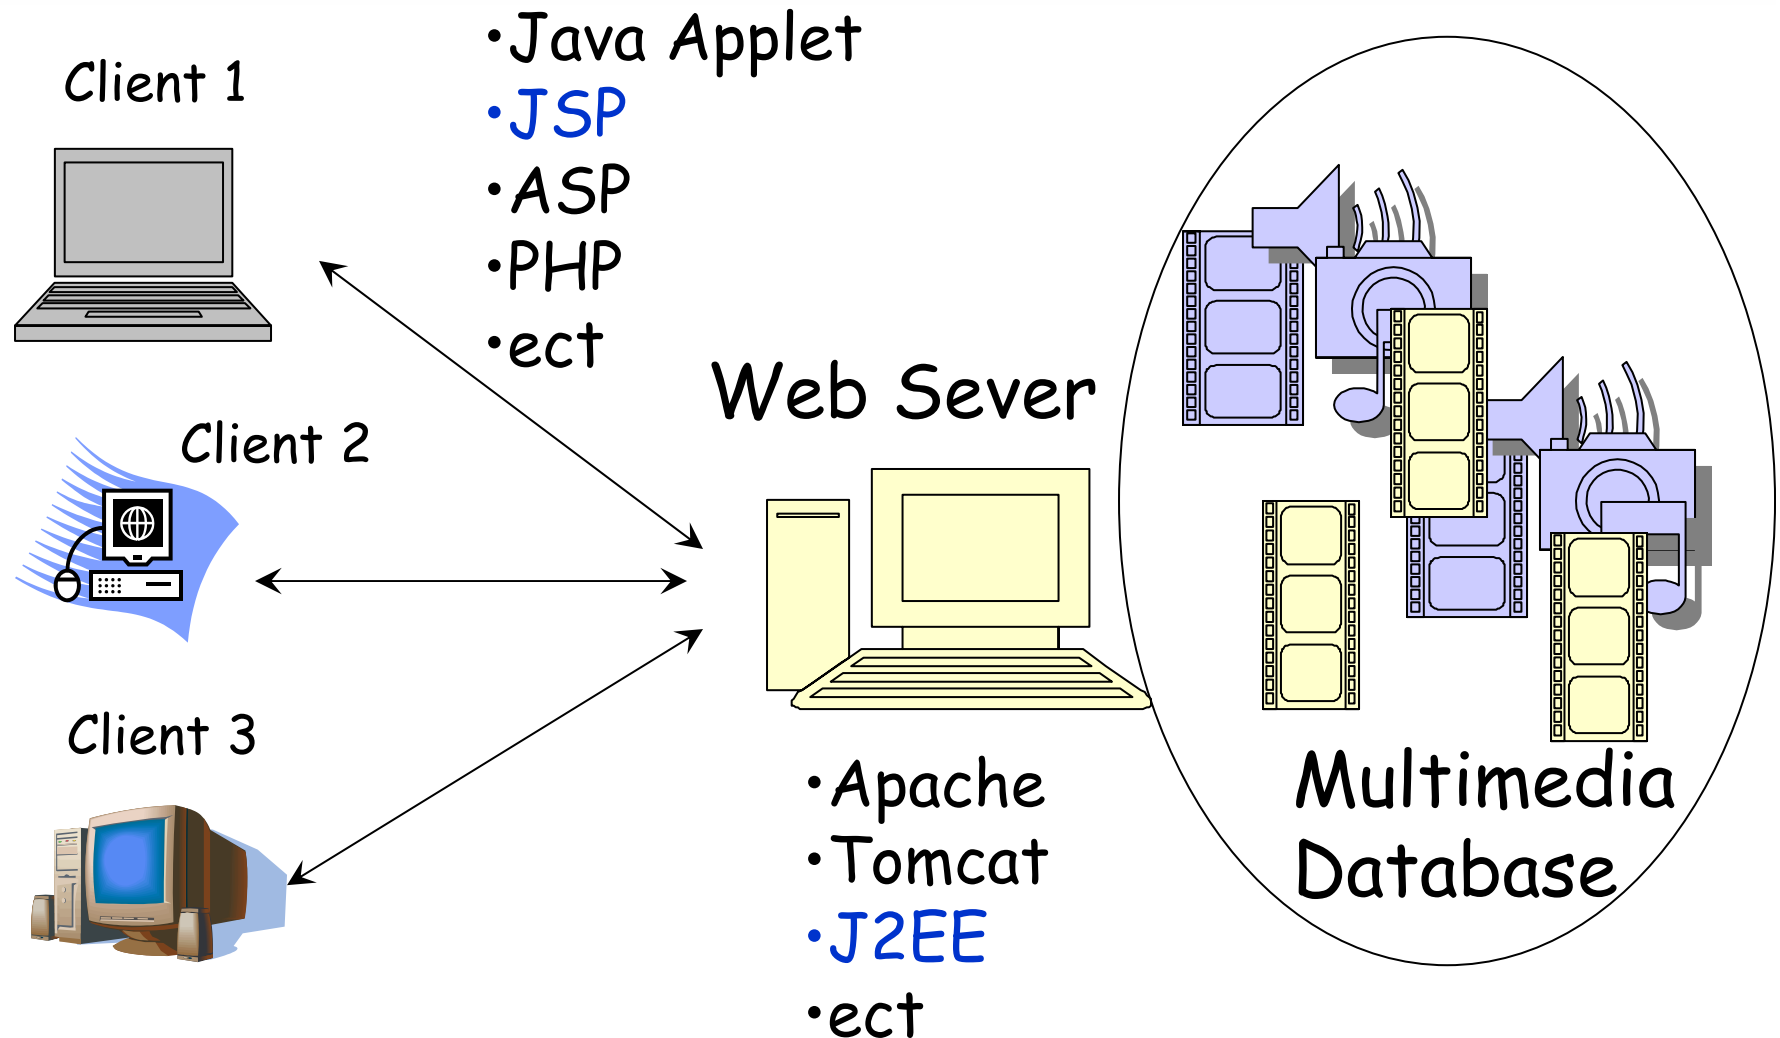 Client 1
•Java Applet
•JSP
•ASP
•PHP
•ect
Client 2
Web Sever
Client 3
•Apache
•Tomcat
•J2EE
•ect
Multimedia
Database